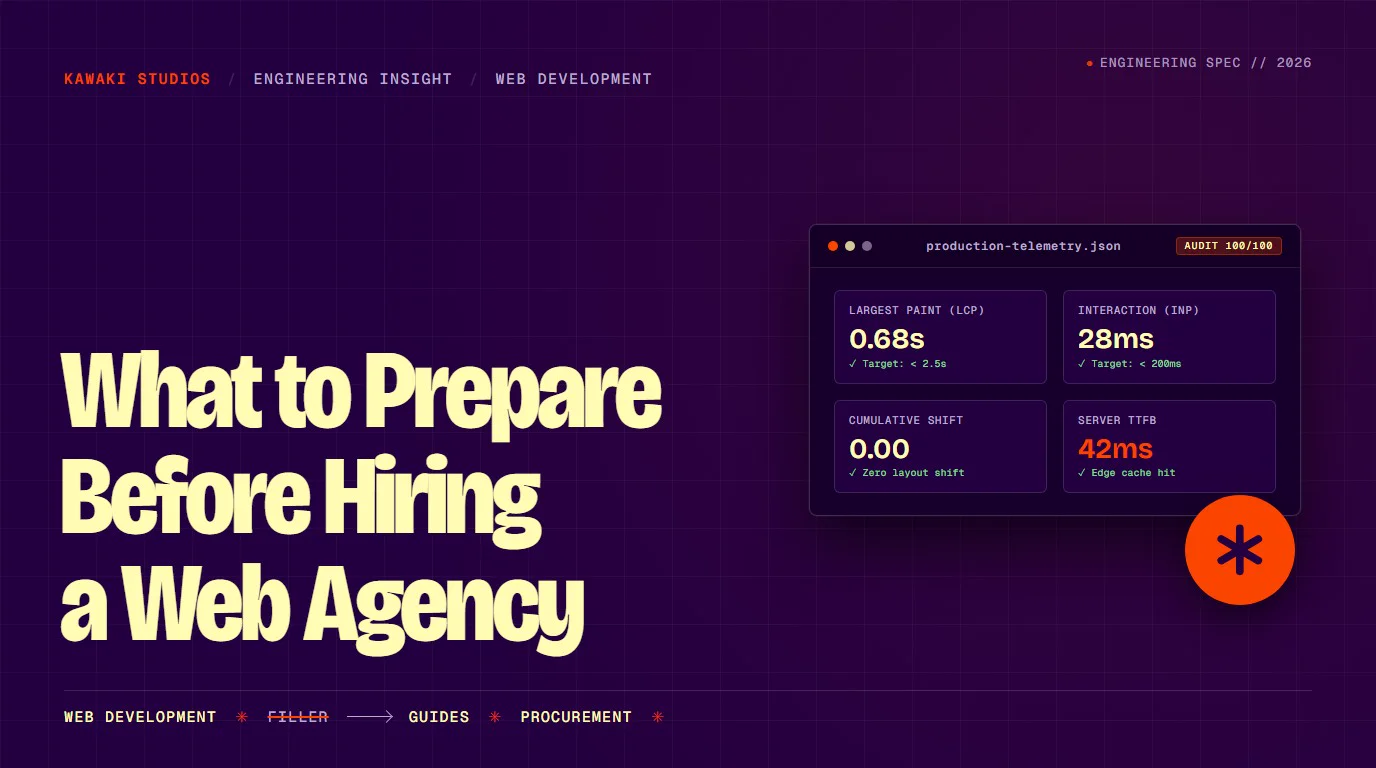 KAWAKI STUDIOS / ENGINEERING INSIGHT / WEB DEVELOPMENT
ENGINEERING SPEC // 2026
production-telemetry.json
AUDIT 100/100
LARGEST PAINT (LCP)
0.68s
✓ Target: < 2.5s
INTERACTION (INP)
28ms
✓ Target: < 200ms
CUMULATIVE SHIFT
0.00
✓ Zero layout shift
SERVER TTFB
42ms
✓ Edge cache hit
What to Prepare
Before Hiring
a Web Agency
WEB DEVELOPMENT ✳ FILLER → GUIDES ✳ PROCUREMENT ✳